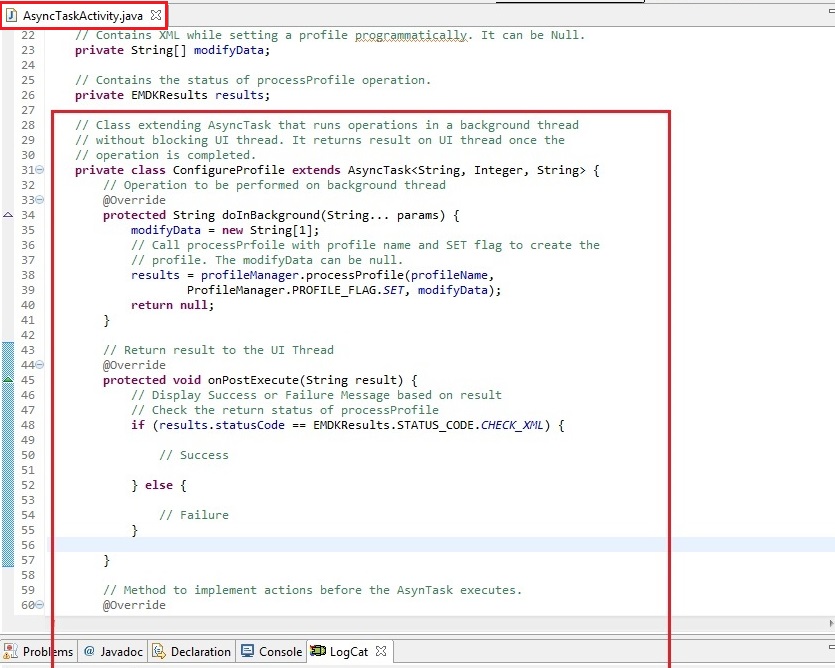 AsyncTaskActivity.java
22 // Contains XML while setting a profile programmatically. It can be Null.
23 private String[] modifyData;
24
25 // Contains the status of processProfile operation.
26 private EMDKResults results;
27
28 // Class extending AsyncTask that runs operations in a background thread
29 // without blocking UI thread. It returns result on UI thread once the
30 // operation is completed.
31 private class ConfigureProfile extends AsyncTask<String, Integer, String> {
32 // Operation to be performed on background thread
33 @Override
34 protected String doInBackground(String... params) {
35 modifyData = new String[1];
36 // Call processPrfoile with profile name and SET flag to create the
37 // profile. The modifyData can be null.
38 results = profileManager.processProfile(profileName,
39 ProfileManager.PROFILE_FLAG.SET, modifyData);
40 return null;
41 }
42
43 // Return result to the UI Thread
44 @Override
45 protected void onPostExecute(String result) {
46 // Display Success or Failure Message based on result
47 // Check the return status of processProfile
48 if (results.statusCode == EMDKResults.STATUS_CODE.CHECK_XML) {
49
50 // Success
51
52 } else {
53
54 // Failure
55 }
56
57 }
58
59 // Method to implement actions before the AsynTask executes.
60 @Override
Problems @ Javadoc Declaration Console LogCat